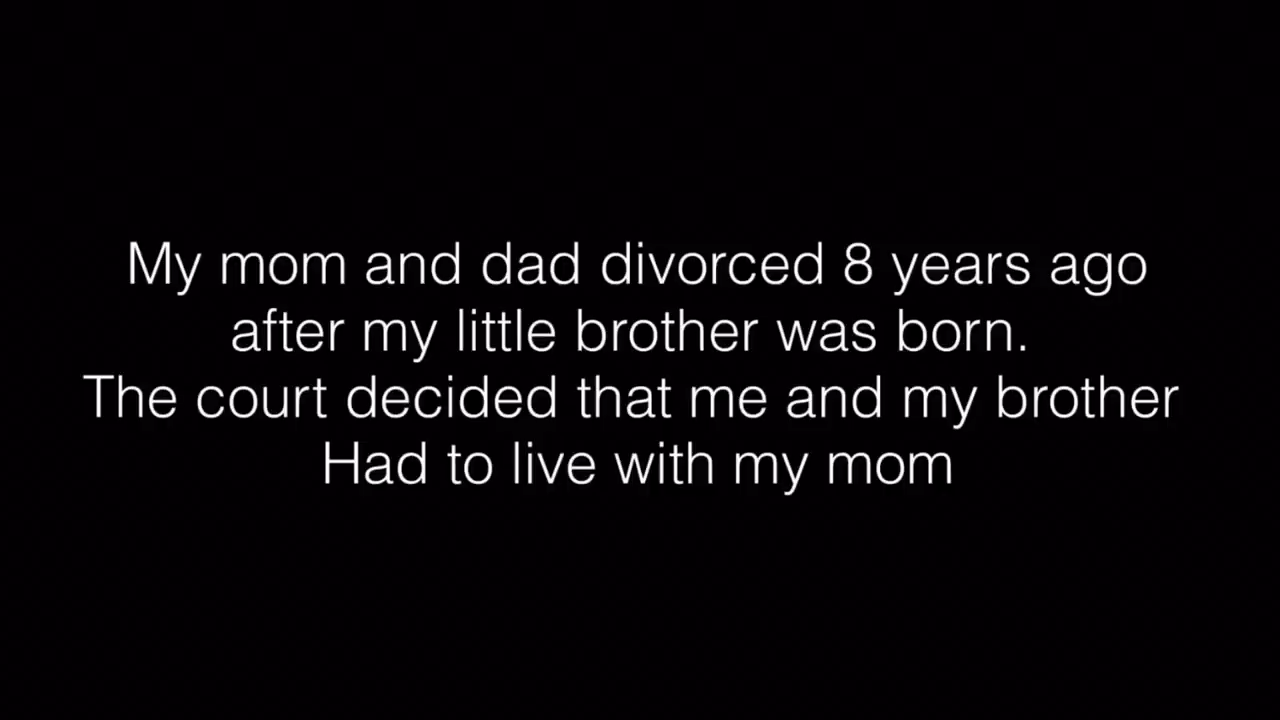 My mom and dad divorced 8 years ago
after my little brother was born.
The court decided that me and my brother
Had to live with my mom